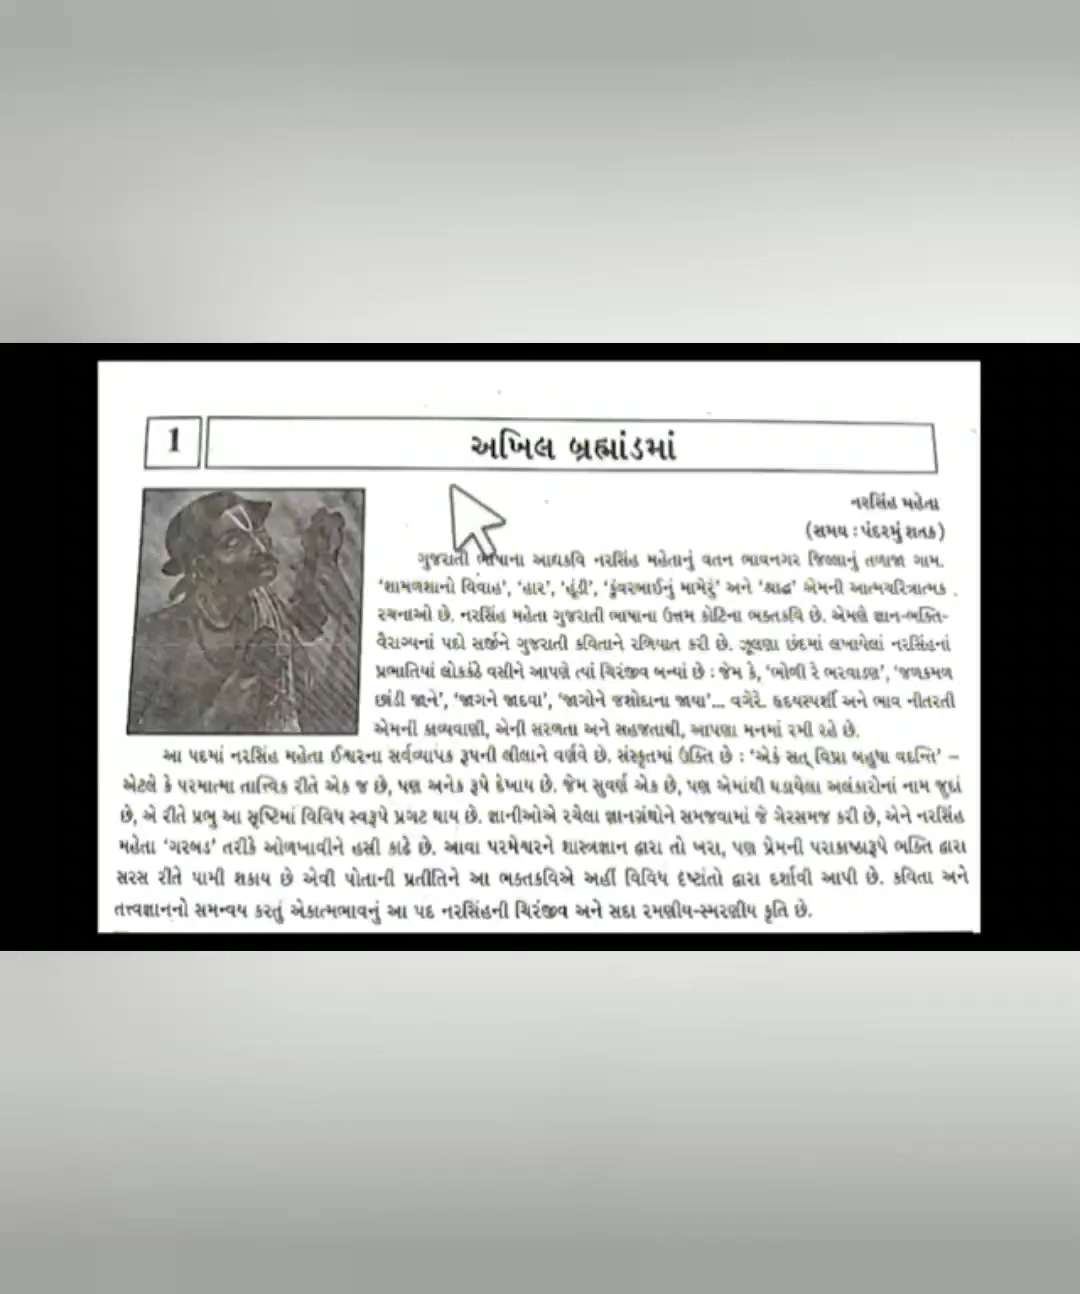 1
અખિલ બ્રહ્માંડમાં
નરસિંહ મહેતા
(સમય : પંદરમું શતક)
ગુજરાતી ભાષાના આદ્યકવિ નરસિંહ મહેતાનું વતન ભાવનગર જિલ્લાનું તળાજા ગામ.
‘શામળશાનો વિવાહ’, ‘હાર’, ‘હૂંડી’, ‘કુંવરબાઈનું મામેરું’ અને ‘શ્રાદ્ધ’ એમની આત્મચરિત્રાત્મક
રચનાઓ છે. નરસિંહ મહેતા ગુજરાતી ભાષાના ઉત્તમ કોટિના ભક્તકવિ છે. એમણે જ્ઞાન-ભક્તિ-
વૈરાગ્યનાં પદો સર્જીને ગુજરાતી કવિતાને રળિયાત કરી છે. ઝૂલણા છંદમાં લખાયેલાં નરસિંહનાં
પ્રભાતિયાં લોકકંઠે વસીને આપણે ત્યાં ચિરંજીવ બન્યાં છે : જેમ કે, ‘ભોળી રે ભરવાડણ’, ‘જળકમળ
છાંડી જાને’, ‘જાગને જાદવા’, ‘જાગોને જશોદાના જાયા’... વગેરે. હૃદયસ્પર્શી અને ભાવ નીતરતી
એમની કાવ્યવાણી, એની સરળતા અને સહજતાથી, આપણા મનમાં રમી રહે છે.
આ પદમાં નરસિંહ મહેતા ઈશ્વરના સર્વવ્યાપક રૂપની લીલાને વર્ણવે છે. સંસ્કૃતમાં ઉક્તિ છે : ‘એકં સત્ વિપ્રા બહુધા વદન્તિ’ –
એટલે કે પરમાત્મા તાત્ત્વિક રીતે એક જ છે, પણ અનેક રૂપે દેખાય છે. જેમ સુવર્ણ એક છે, પણ એમાંથી ઘડાયેલા અલંકારોનાં નામ જુદાં
છે, એ રીતે પ્રભુ આ સૃષ્ટિમાં વિવિધ સ્વરૂપે પ્રગટ થાય છે. જ્ઞાનીઓએ રચેલા જ્ઞાનગ્રંથોને સમજવામાં જે ગેરસમજ કરી છે, એને નરસિંહ
મહેતા ‘ગરબડ’ તરીકે ઓળખાવીને હસી કાઢે છે. આવા પરમેશ્વરને શાસ્ત્રજ્ઞાન દ્વારા તો ખરા, પણ પ્રેમની પરાકાષ્ઠારૂપે ભક્તિ દ્વારા
સરસ રીતે પામી શકાય છે એવી પોતાની પ્રતીતિને આ ભક્તકવિએ અહીં વિવિધ દૃષ્ટાંતો દ્વારા દર્શાવી આપી છે. કવિતા અને
તત્ત્વજ્ઞાનનો સમન્વય કરતું એકાત્મભાવનું આ પદ નરસિંહની ચિરંજીવ અને સદા રમણીય-સ્મરણીય કૃતિ છે.